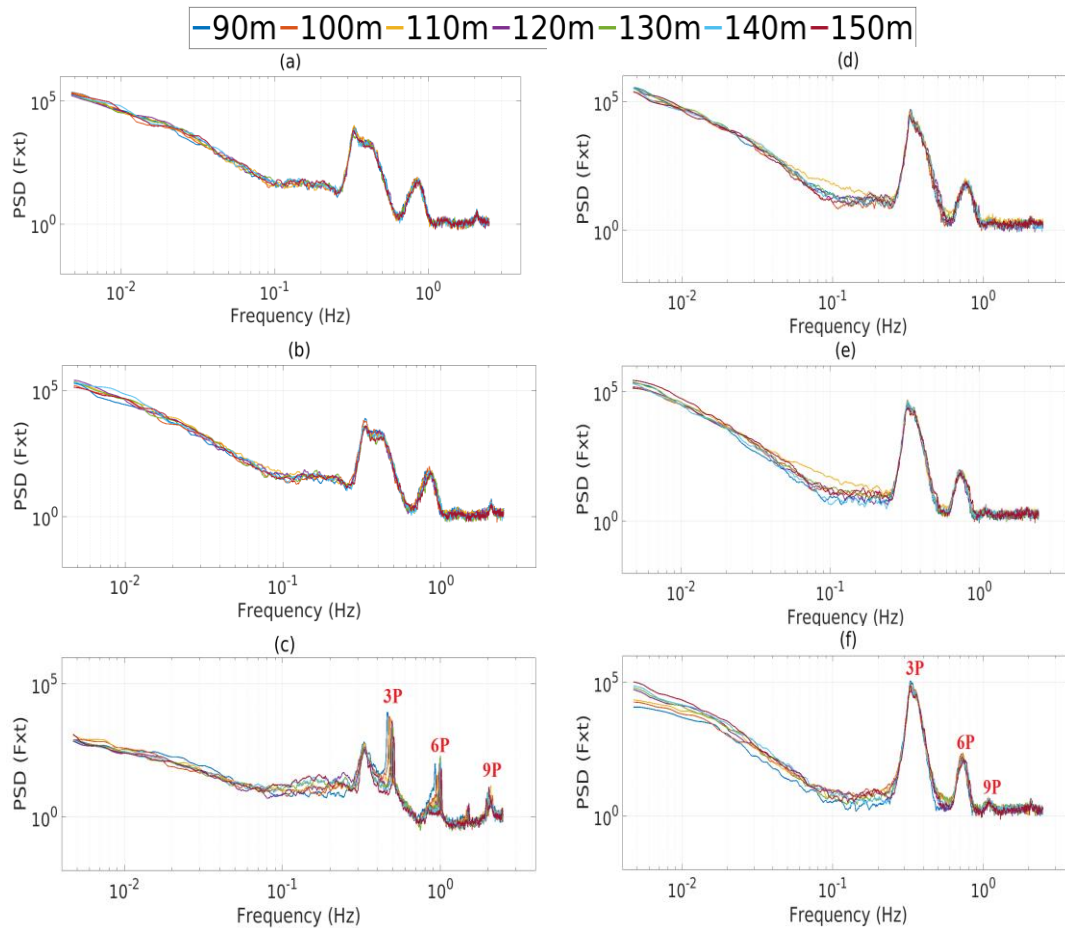 90m 100m 110m 120m 130m 140m 150m
(a)
PSD (Fxt)
10^5
10^0
10^-2 10^-1 10^0
Frequency (Hz)
(d)
PSD (Fxt)
10^5
10^0
10^-2 10^-1 10^0
Frequency (Hz)
(b)
PSD (Fxt)
10^5
10^0
10^-2 10^-1 10^0
Frequency (Hz)
(e)
PSD (Fxt)
10^5
10^0
10^-2 10^-1 10^0
Frequency (Hz)
(c)
PSD (Fxt)
10^5
10^0
3P
6P
9P
10^-2 10^-1 10^0
Frequency (Hz)
(f)
PSD (Fxt)
10^5
10^0
3P
6P
9P
10^-2 10^-1 10^0
Frequency (Hz)